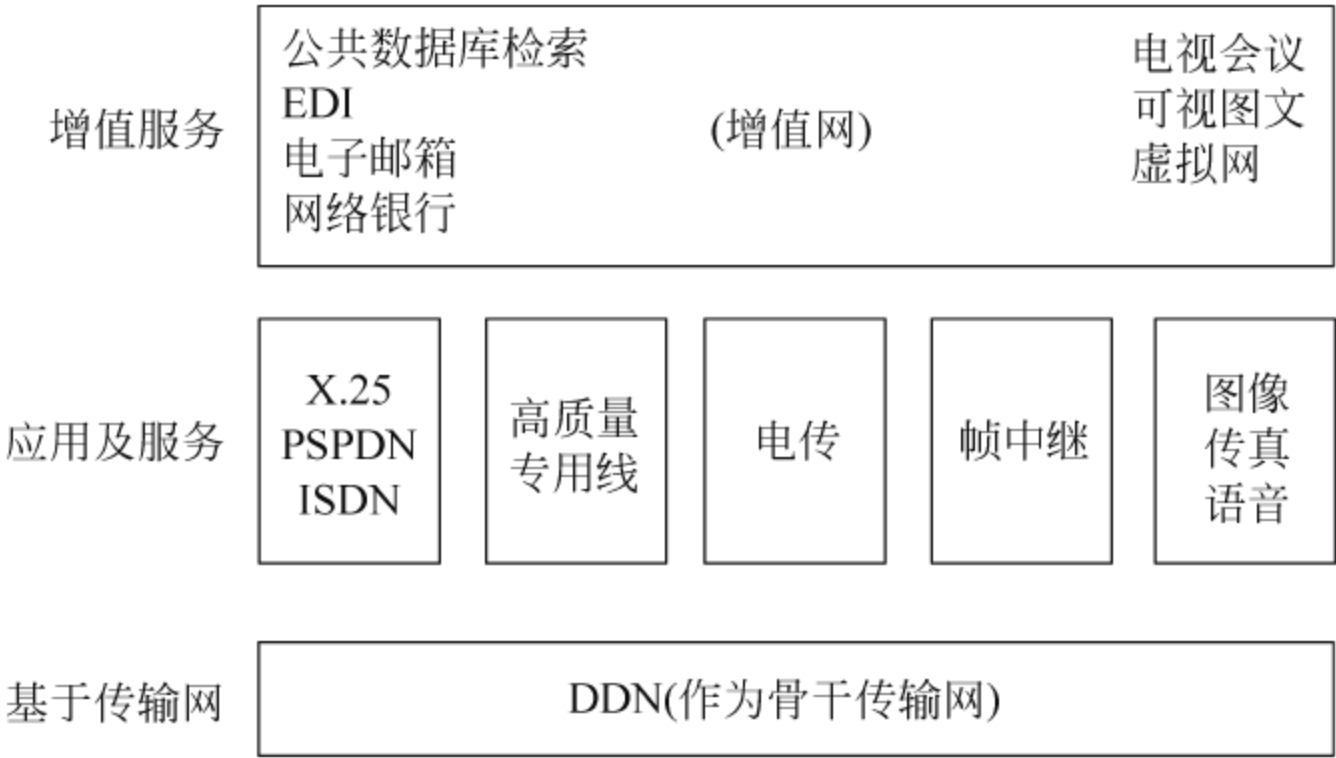 增值服务
公共数据库检索
EDI
电子邮箱
网络银行
(增值网)
电视会议
可视图文
虚拟网
应用及服务
X.25
PSPDN
ISDN
高质量
专用线
电传
帧中继
图像
传真
语音
基于传输网
DDN(作为骨干传输网)